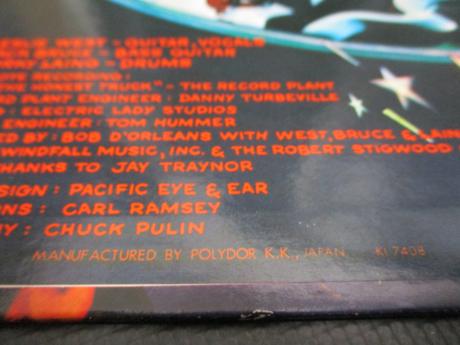 WEST - GUITAR VOCALS
BRUCE - BASS GUITAR
LAING - DRUMS
RECORDING:
"THE HONEST TRUCK" - THE RECORD PLANT
PLANT ENGINEER - DANNY TURBEVILLE
: ELECTRIC LADY STUDIOS
ENGINEER : TOM HUMMER
BY: BOB D'ORLEANS WITH WEST, BRUCE & LAIN
WINDFALL MUSIC, INC. & THE ROBERT STIGWOOD
THANKS TO JAY TRAYNOR
SIGN : PACIFIC EYE & EAR
ONS : CARL RAMSEY
Y : CHUCK PULIN
MANUFACTURED BY POLYDOR K.K., JAPAN KI 7408